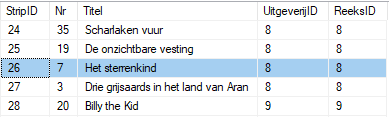 StripID Nr Titel UitgeverijID ReeksID
24 35 Scharlaken vuur 8 8
25 19 De onzichtbare vesting 8 8
26 7 Het sterrenkind 8 8
27 3 Drie grijsaards in het land van Aran 8 8
28 20 Billy the Kid 9 9